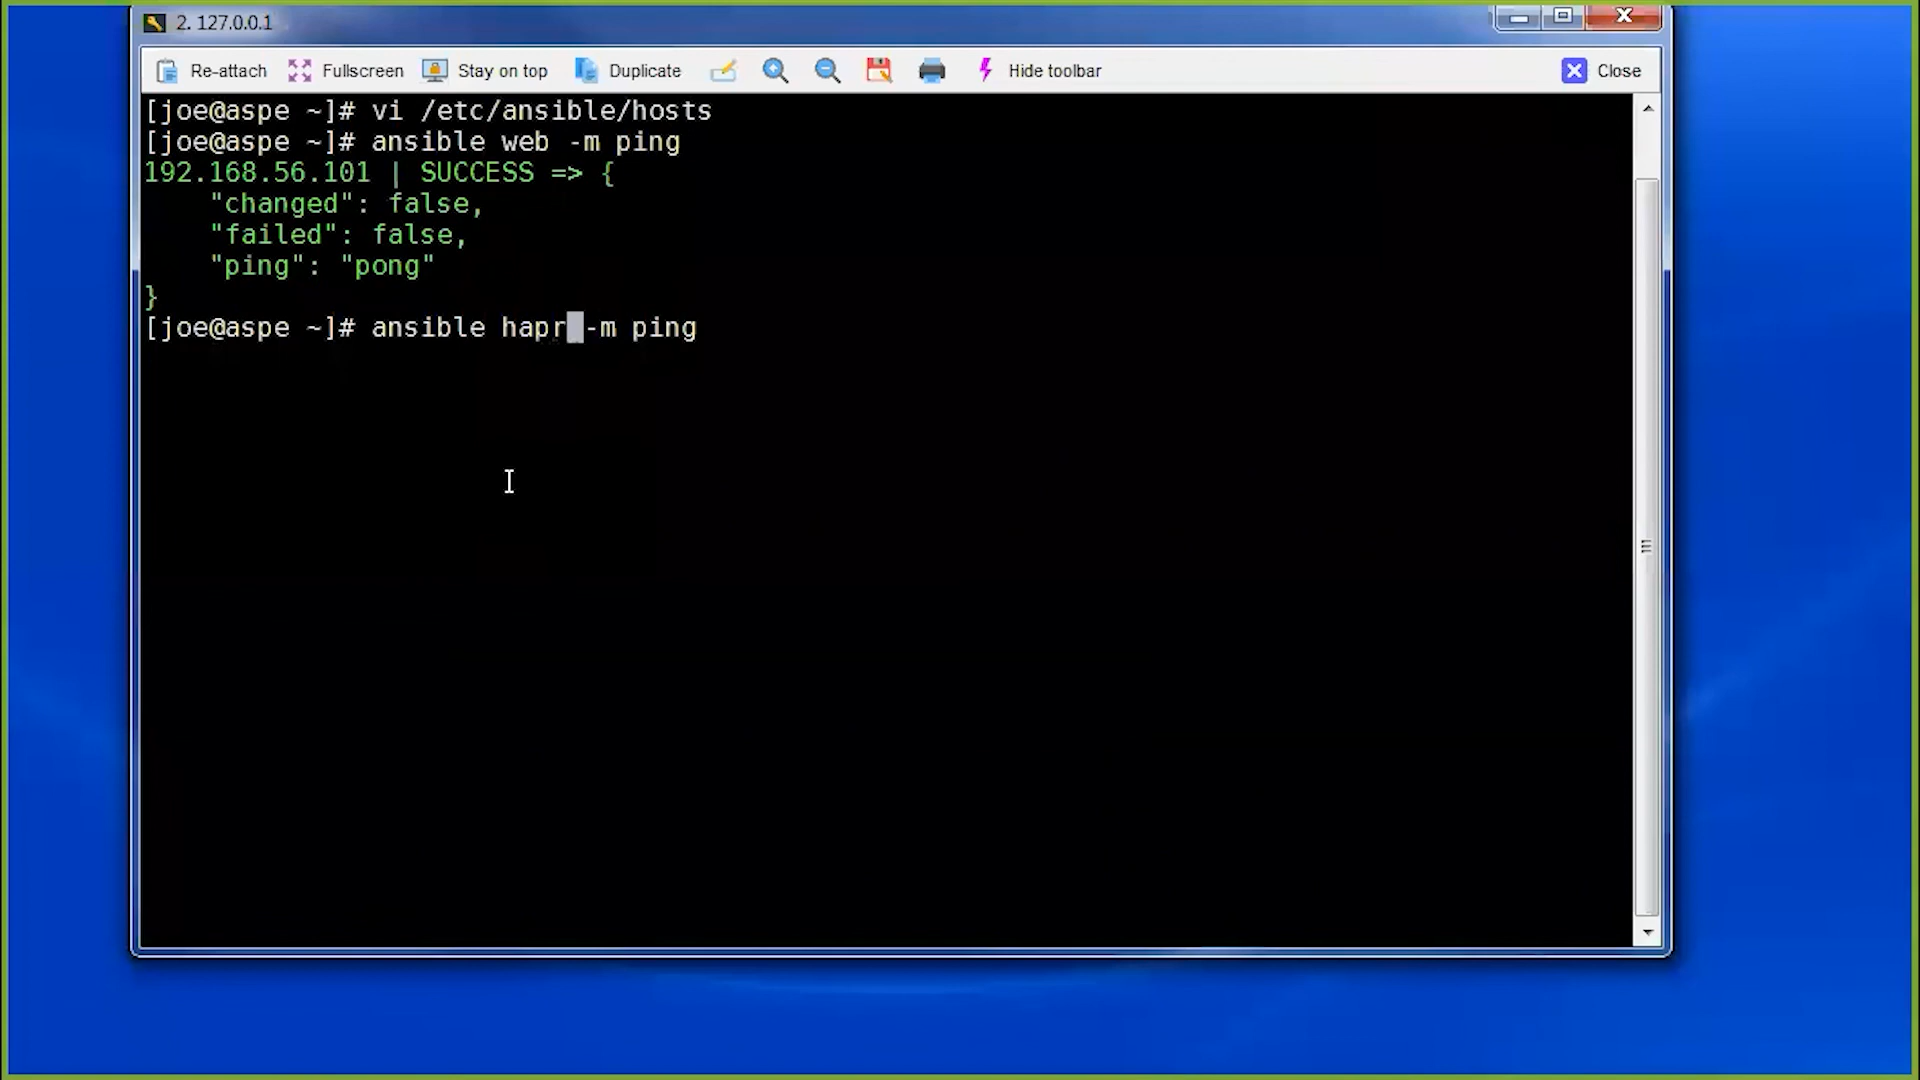 2. 127.0.0.1
Re-attach Fullscreen Stay on top Duplicate Hide toolbar Close
[joe@aspe ~]# vi /etc/ansible/hosts
[joe@aspe ~]# ansible web -m ping
192.168.56.101 | SUCCESS => {
    "changed": false,
    "failed": false,
    "ping": "pong"
}
[joe@aspe ~]# ansible hapr -m ping